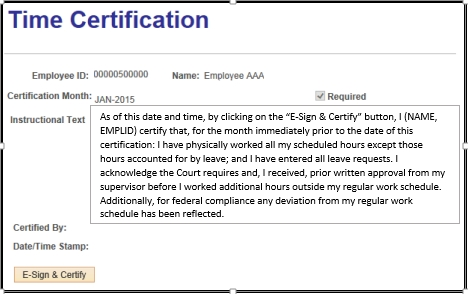 Time Certification
Employee ID: 00000500000 Name: Employee AAA
Certification Month: JAN-2015 Required
Instructional Text
As of this date and time, by clicking on the “E-Sign & Certify” button, I (NAME,
EMPLID) certify that, for the month immediately prior to the date of this
certification: I have physically worked all my scheduled hours except those
hours accounted for by leave; and I have entered all leave requests. I
acknowledge the Court requires and, I received, prior written approval from my
supervisor before I worked additional hours outside my regular work schedule.
Additionally, for federal compliance any deviation from my regular work
schedule has been reflected.
Certified By:
Date/Time Stamp:
E-Sign & Certify